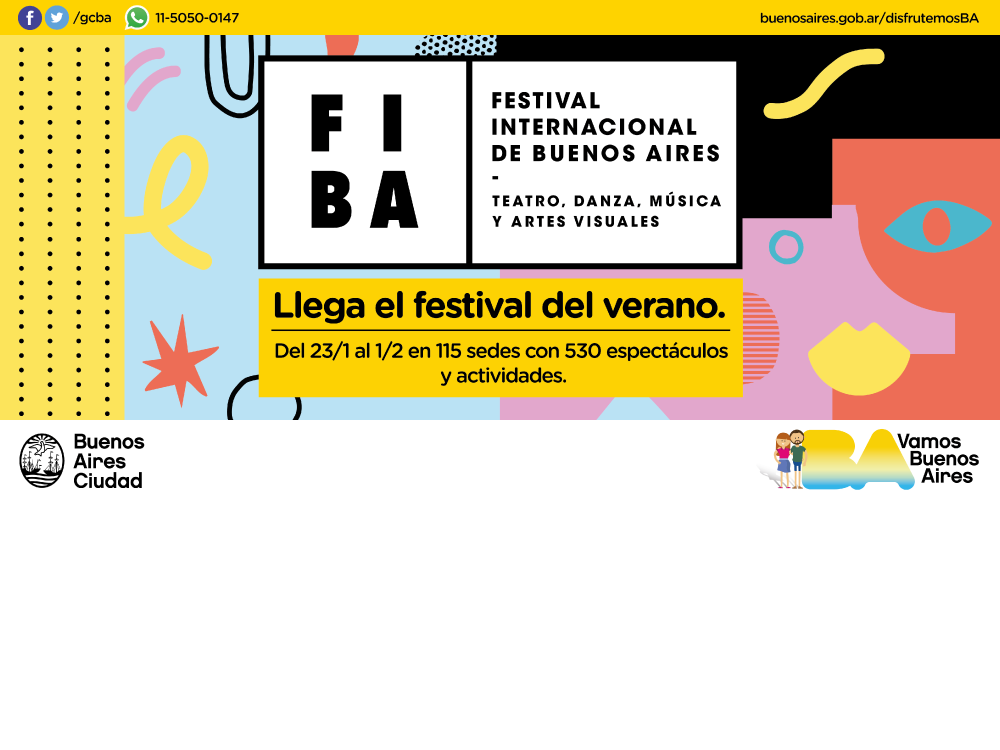 /gcba 11-5050-0147 buenosaires.gob.ar/disfrutemosBA
F I
B A
FESTIVAL
INTERNACIONAL
DE BUENOS AIRES
-
TEATRO, DANZA, MÚSICA
Y ARTES VISUALES
Llega el festival del verano.
Del 23/1 al 1/2 en 115 sedes con 530 espectáculos
y actividades.
Buenos
Aires
Ciudad
BA
Vamos
Buenos
Aires